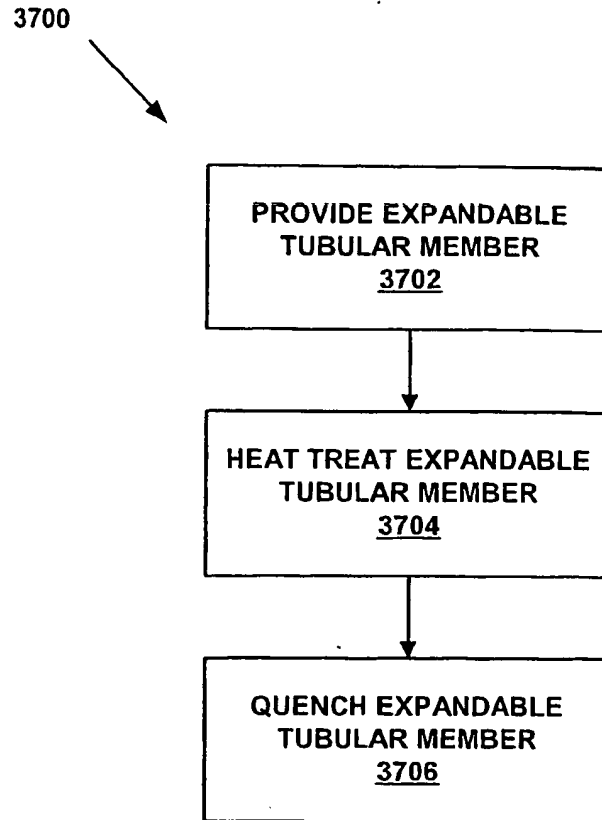 3700
PROVIDE EXPANDABLE
TUBULAR MEMBER
3702
HEAT TREAT EXPANDABLE
TUBULAR MEMBER
3704
QUENCH EXPANDABLE
TUBULAR MEMBER
3706